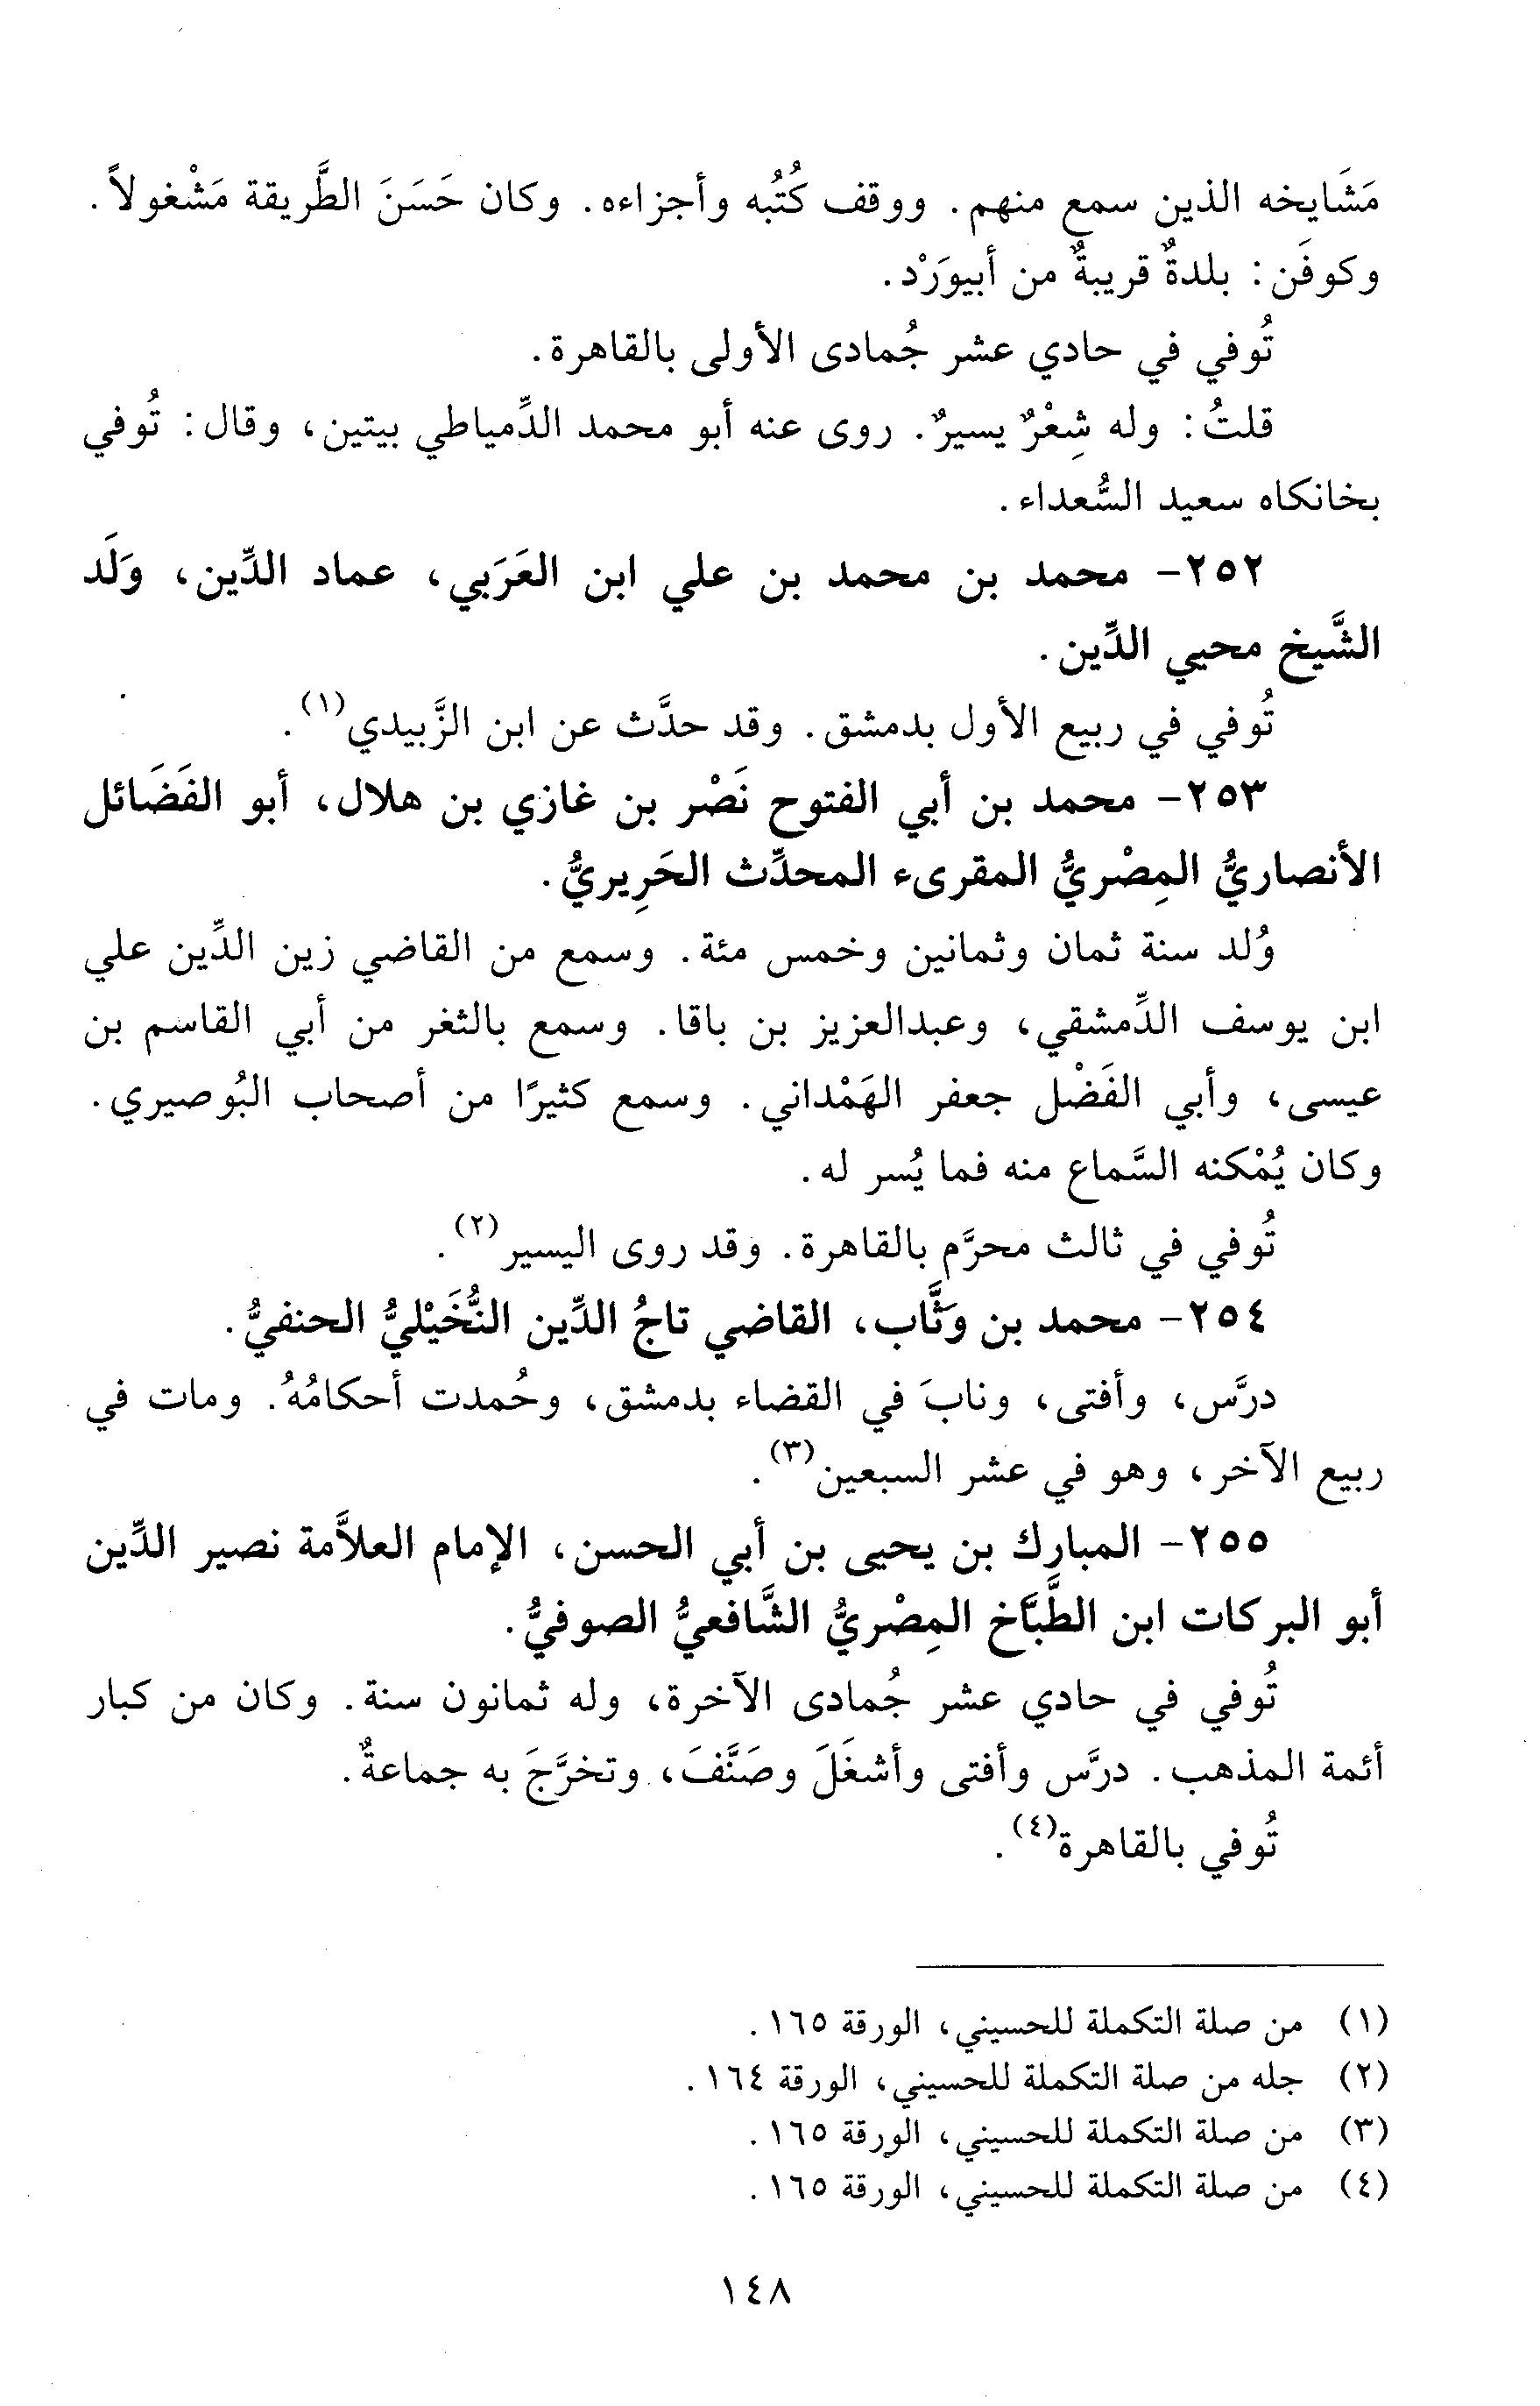 مَشَايخه الذين سمع منهم. ووقف كُتُبه وأجزاءه. وكان حَسَنَ الطَّريقة مَشْغولاً.
وكوفَن: بلدةٌ قريبةٌ من أبيوَرْد.
تُوفي في حادي عشر جُمادى الأولى بالقاهرة.
قلتُ: وله شِعْرٌ يسيرٌ. روى عنه أبو محمد الدِّمياطي بيتين، وقال: تُوفي
بخانكاه سعيد السُّعداء.
٢٥٢- محمد بن محمد بن علي ابن العَرَبي، عماد الدِّين، وَلَد
الشَّيخ محيي الدِّين.
تُوفي في ربيع الأول بدمشق. وقد حدَّث عن ابن الزَّبيدي(١).
٢٥٣- محمد بن أبي الفتوح نَصْر بن غازي بن هلال، أبو الفَضَائل
الأنصاريُّ المِصْريُّ المقرىء المحدِّث الحَرِيريُّ.
وُلد سنة ثمان وثمانين وخمس مئة. وسمع من القاضي زين الدِّين علي
ابن يوسف الدِّمشقي، وعبدالعزيز بن باقا. وسمع بالثغر من أبي القاسم بن
عيسى، وأبي الفَضْل جعفر الهَمْداني. وسمع كثيرًا من أصحاب البُوصيري.
وكان يُمْكنه السَّماع منه فما يُسر له.
تُوفي في ثالث محرَّم بالقاهرة. وقد روى اليسير(٢).
٢٥٤- محمد بن وَثَّاب، القاضي تاجُ الدِّين النُّخَيْليُّ الحنفيُّ.
درَّس، وأفتى، ونابَ في القضاء بدمشق، وحُمدت أحكامُهُ. ومات في
ربيع الآخر، وهو في عشر السبعين(٣).
٢٥٥- المبارك بن يحيى بن أبي الحسن، الإمام العلاَّمة نصير الدِّين
أبو البركات ابن الطَّبَّاخ المِصْريُّ الشَّافعيُّ الصوفيُّ.
تُوفي في حادي عشر جُمادى الآخرة، وله ثمانون سنة. وكان من كبار
أئمة المذهب. درَّس وأفتى وأشغَلَ وصَنَّفَ، وتخرَّجَ به جماعةٌ.
تُوفي بالقاهرة(٤).
(١) من صلة التكملة للحسيني، الورقة ١٦٥.
(٢) جله من صلة التكملة للحسيني، الورقة ١٦٤.
(٣) من صلة التكملة للحسيني، الورقة ١٦٥.
(٤) من صلة التكملة للحسيني، الورقة ١٦٥.
١٤٨